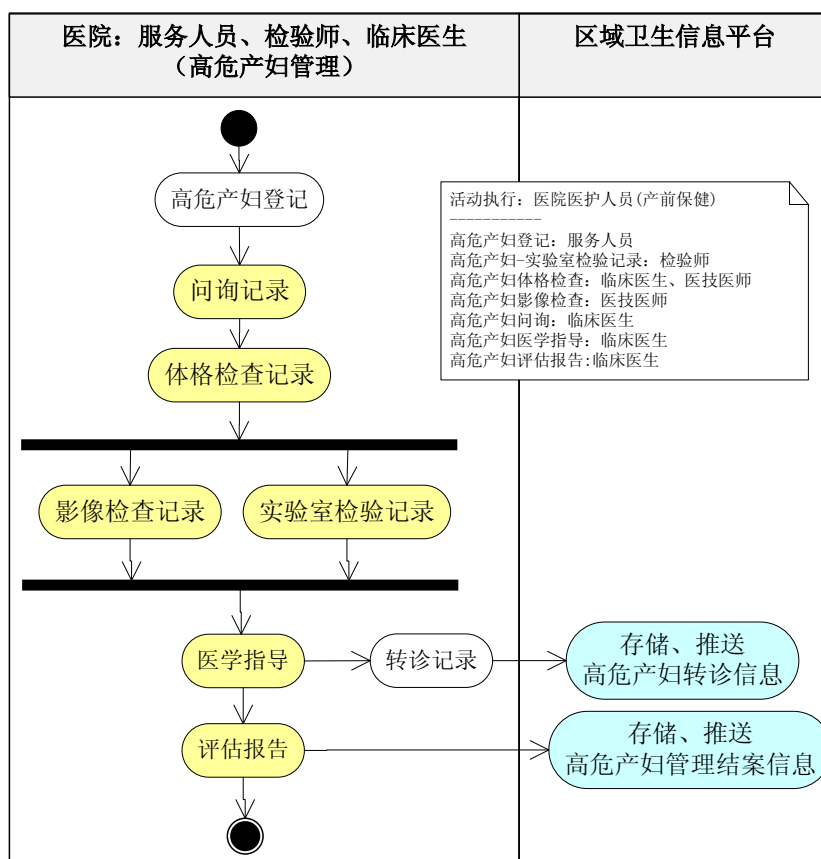 医院：服务人员、检验师、临床医生
（高危产妇管理）
区域卫生信息平台
高危产妇登记
活动执行：医院医护人员(产前保健)
-----------
高危产妇登记：服务人员
高危产妇-实验室检验记录：检验师
高危产妇体格检查：临床医生、医技医师
高危产妇影像检查：医技医师
高危产妇问询：临床医生
高危产妇医学指导：临床医生
高危产妇评估报告:临床医生
问询记录
体格检查记录
影像检查记录
实验室检验记录
医学指导
转诊记录
存储、推送
高危产妇转诊信息
评估报告
存储、推送
高危产妇管理结案信息